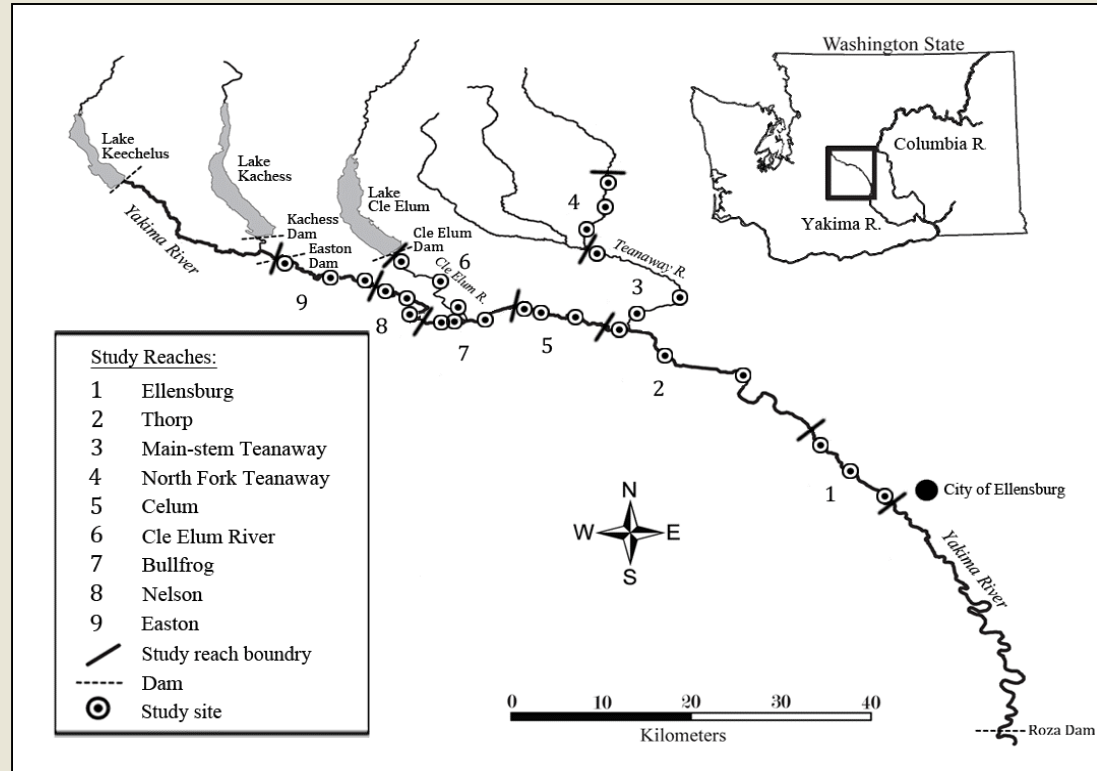 Washington State
Columbia R.
Yakima R.
Lake
Keechelus
Lake
Kachess
Lake
Cle Elum
Yakima River
Kachess
Dam
Easton
Dam
Cle Elum
Dam
Cle Elum R.
Teanaway R.
4
6
3
9
8
7
5
2
1
City of Ellensburg
Yakima River
Roza Dam
N
W E
S
0 10 20 30 40
Kilometers
Study Reaches:
1 Ellensburg
2 Thorp
3 Main-stem Teanaway
4 North Fork Teanaway
5 Celum
6 Cle Elum River
7 Bullfrog
8 Nelson
9 Easton
Study reach boundry
Dam
Study site